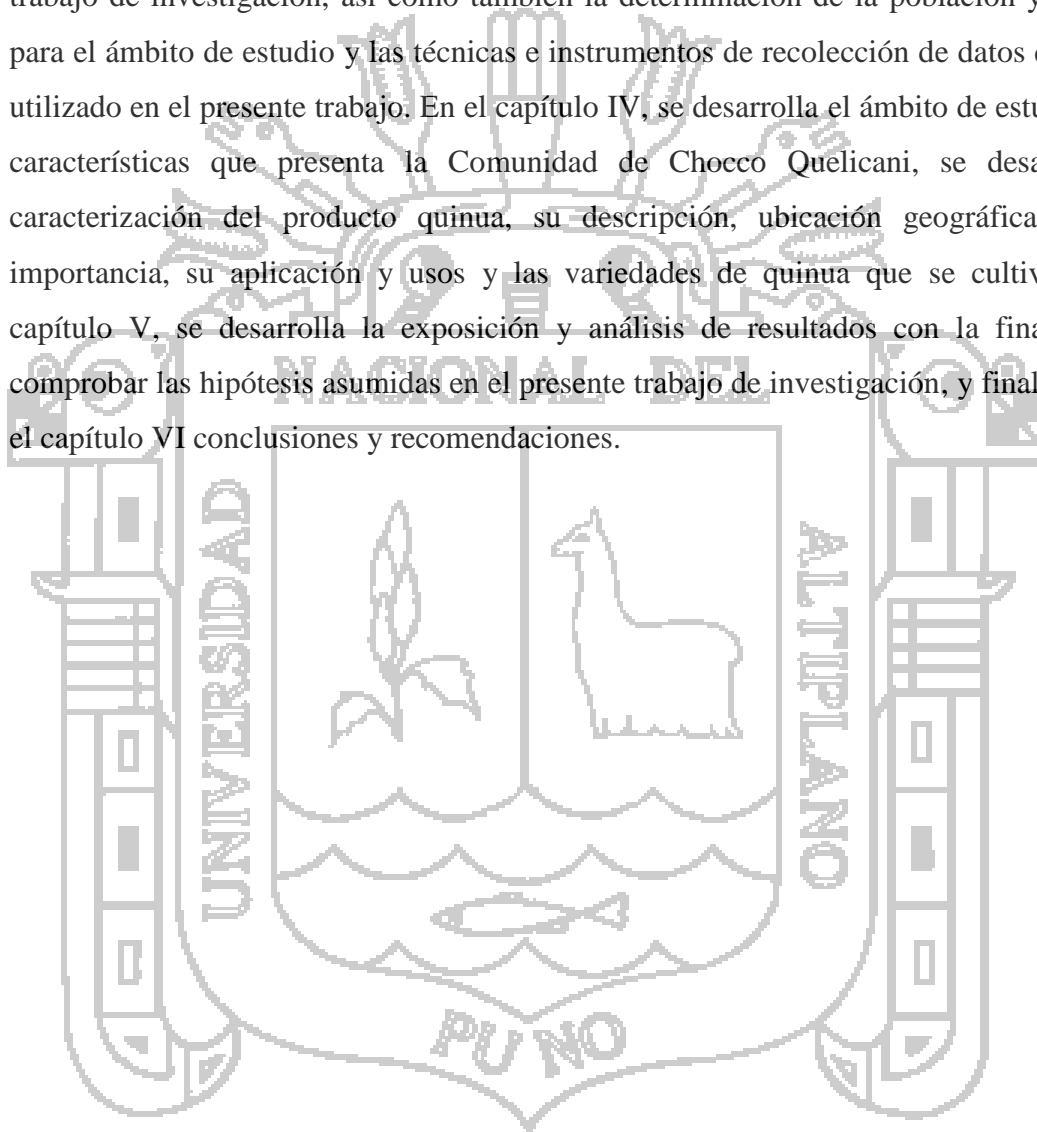 trabajo de investigación, así como también la determinación de la población y
para el ámbito de estudio y las técnicas e instrumentos de recolección de datos
utilizado en el presente trabajo. En el capítulo IV, se desarrolla el ámbito de
características que presenta la Comunidad de Chocco Quelicani, se
caracterización del producto quinua, su descripción, ubicación geográfica
importancia, su aplicación y usos y las variedades de quinua que se
capítulo V, se desarrolla la exposición y análisis de resultados con la
comprobar las hipótesis asumidas en el presente trabajo de investigación, y
el capítulo VI conclusiones y recomendaciones.
NACIONAL DEL
UNIVERSIDAD
ALTIPLANO
PUNO